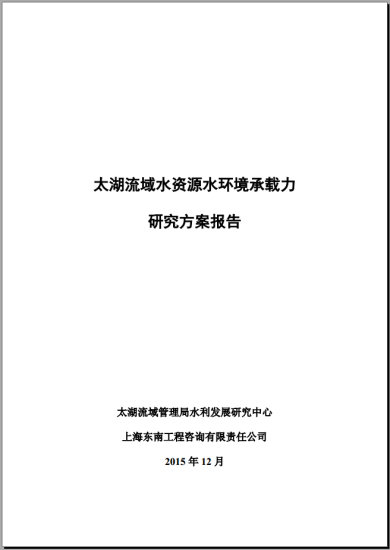 太湖流域水资源水环境承载力
研究方案报告
太湖流域管理局水利发展研究中心
上海东南工程咨询有限责任公司
2015 年 12 月